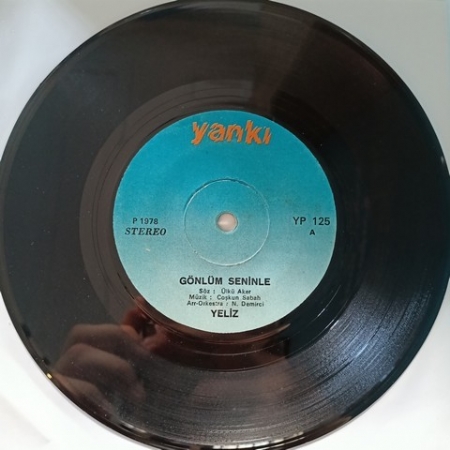 yankı
P 1978
STEREO
YP 125
A
GÖNLÜM SENİNLE
Söz : Ülkü Aker
Müzik : Coşkun Sabah
Arr-Orkestra : N. Demirci
YELİZ